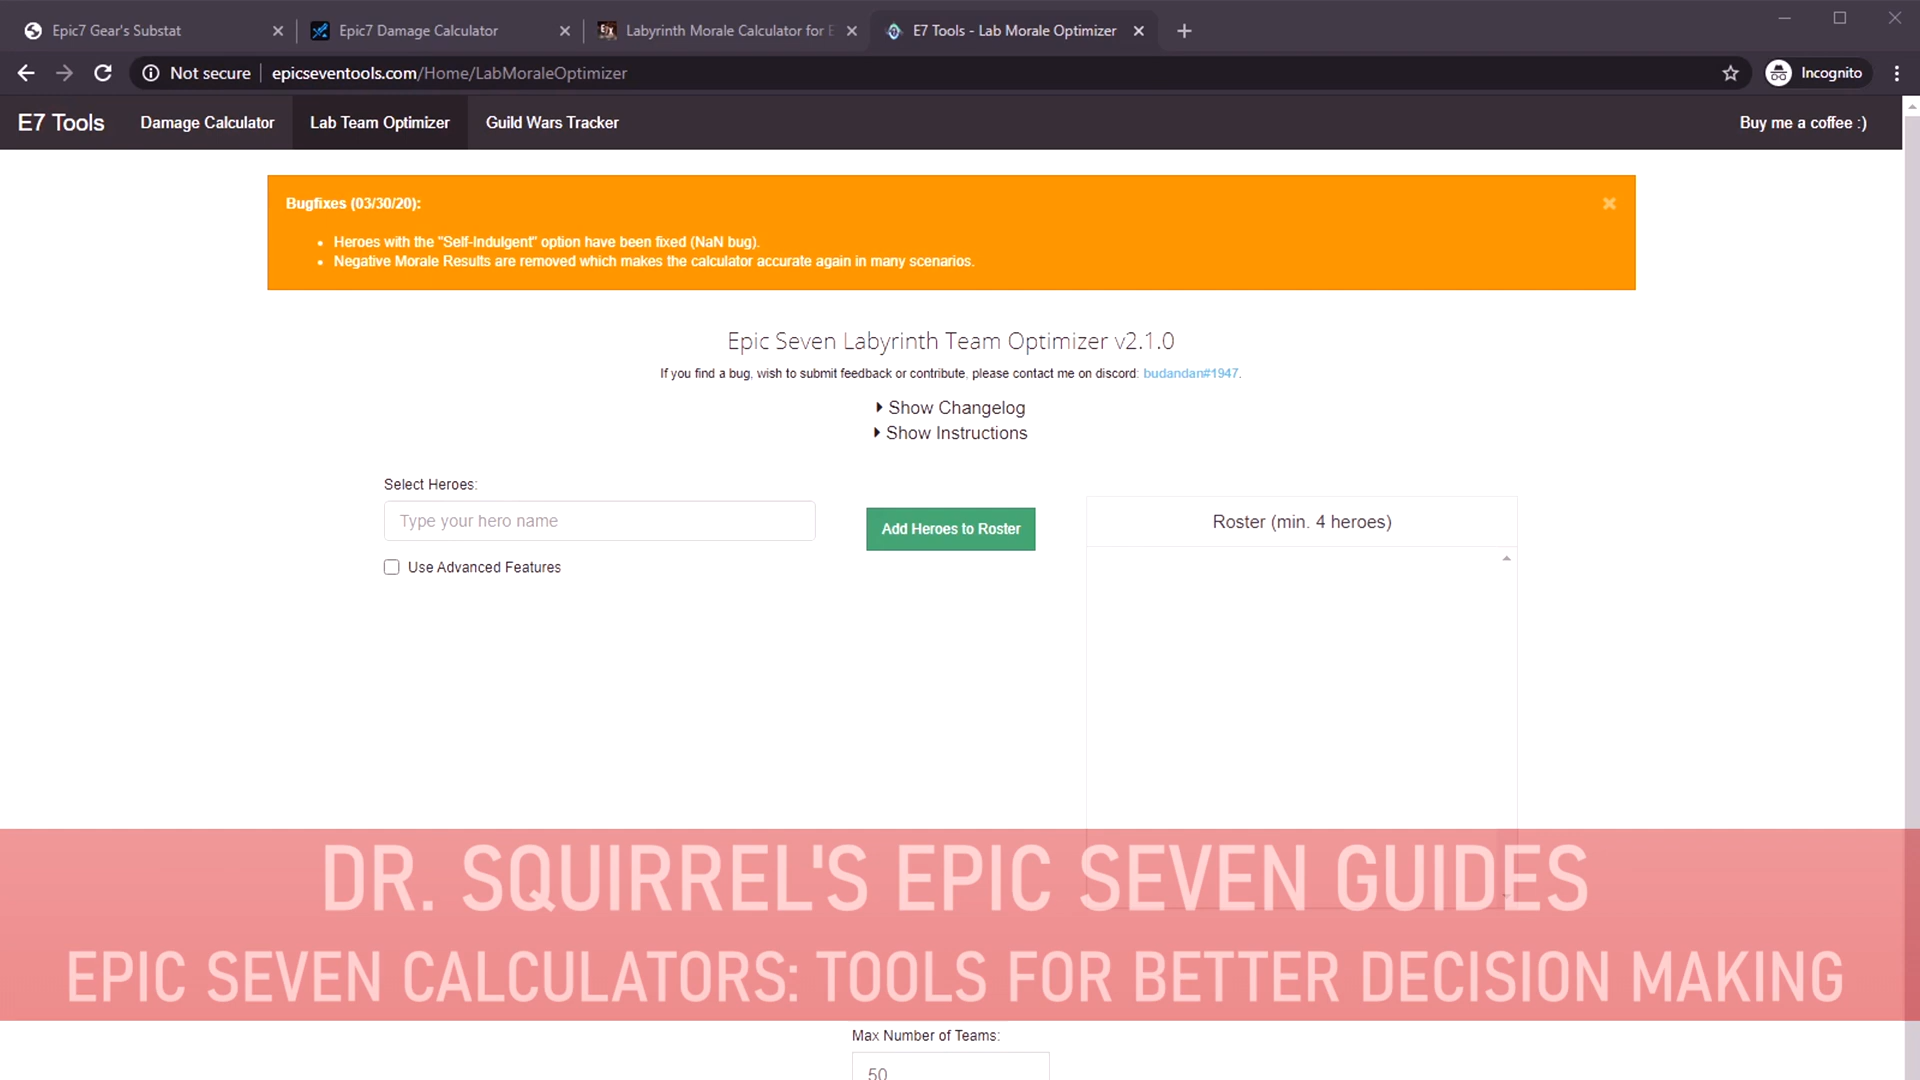 Epic7 Gear's Substat
Epic7 Damage Calculator
Labyrinth Morale Calculator for E
E7 Tools - Lab Morale Optimizer
Not secure
epicseventools.com/Home/LabMoraleOptimizer
Incognito
E7 Tools
Damage Calculator
Lab Team Optimizer
Guild Wars Tracker
Buy me a coffee :)
Bugfixes (03/30/20):
Heroes with the "Self-Indulgent" option have been fixed (NaN bug).
Negative Morale Results are removed which makes the calculator accurate again in many scenarios.
Epic Seven Labyrinth Team Optimizer v2.1.0
If you find a bug, wish to submit feedback or contribute, please contact me on discord: budandan#1947.
Show Changelog
Show Instructions
Select Heroes:
Type your hero name
Use Advanced Features
Add Heroes to Roster
Roster (min. 4 heroes)
DR. SQUIRREL'S EPIC SEVEN GUIDES
EPIC SEVEN CALCULATORS: TOOLS FOR BETTER DECISION MAKING
Max Number of Teams:
50